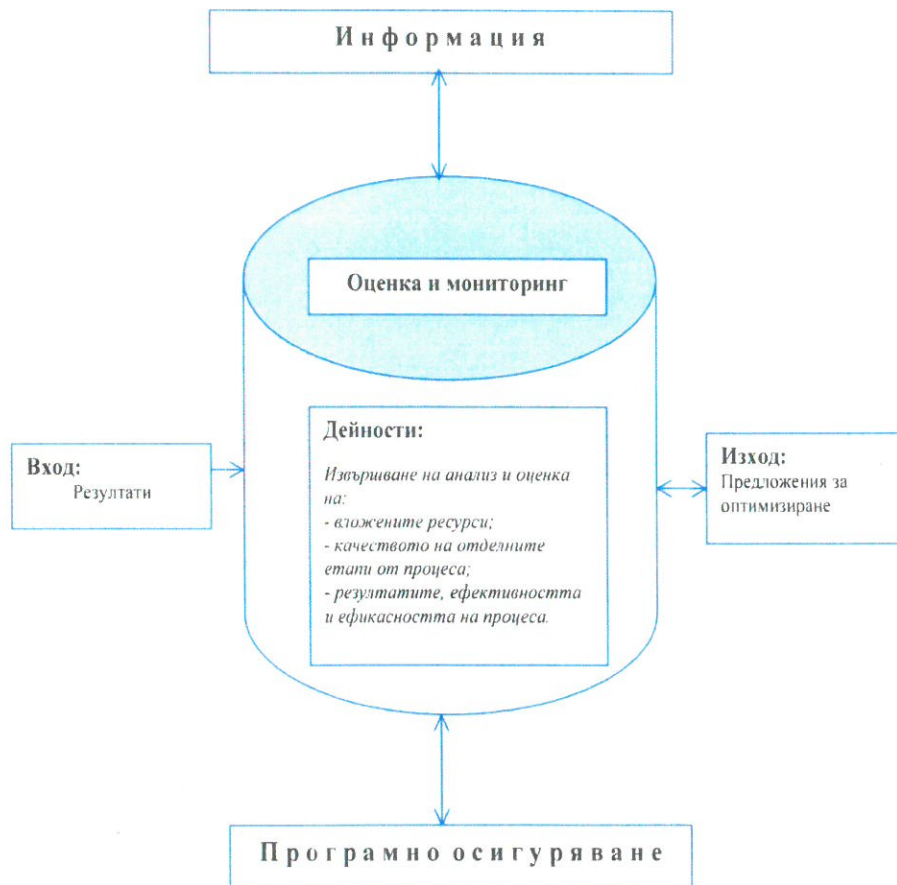 Информация
Оценка и мониторинг
Вход:
Резултати
Дейности:
Извършване на анализ и оценка
на:
- вложените ресурси;
- качеството на отделните
етапи от процеса;
- резултатите, ефективността
и ефикасността на процеса.
Изход:
Предложения за
оптимизиране
Програмно осигуряване